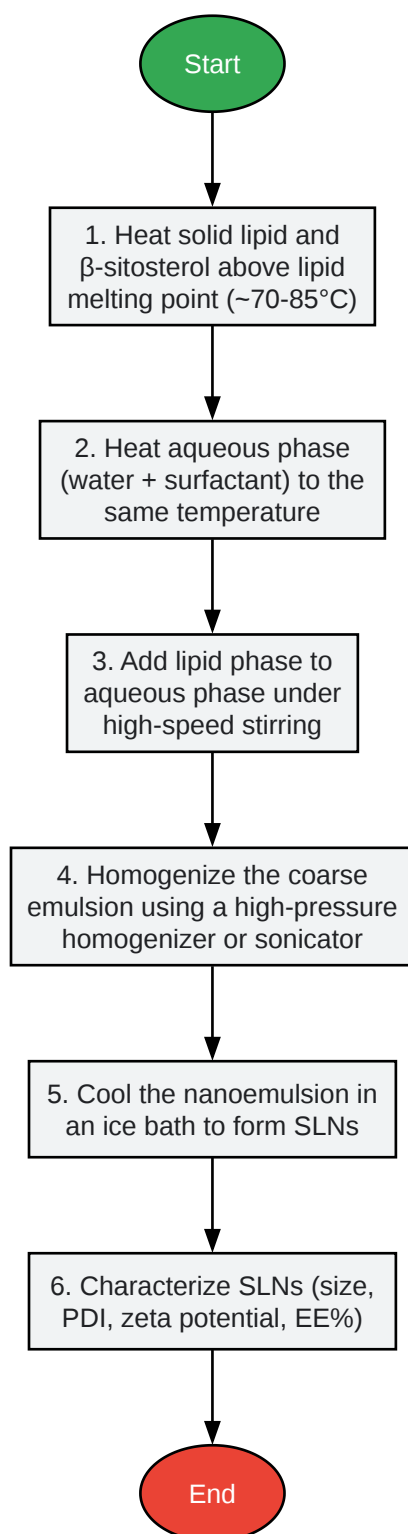 Start
1. Heat solid lipid and
β-sitosterol above lipid
melting point (~70-85°C)
2. Heat aqueous phase
(water + surfactant) to the
same temperature
3. Add lipid phase to
aqueous phase under
high-speed stirring
4. Homogenize the coarse
emulsion using a high-pressure
homogenizer or sonicator
5. Cool the nanoemulsion in
an ice bath to form SLNs
6. Characterize SLNs (size,
PDI, zeta potential, EE%)
End